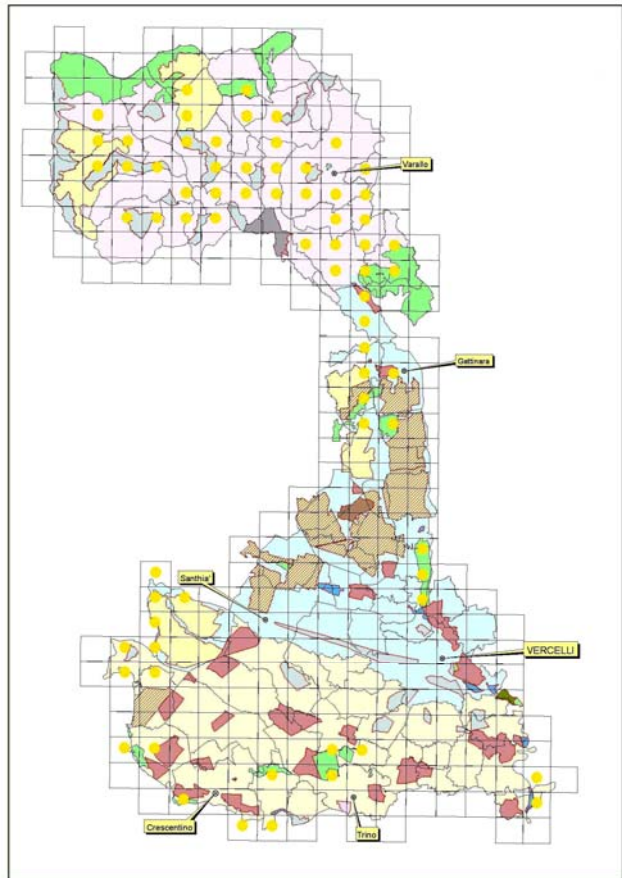 Varallo
Gattinara
Santhia'
VERCELLI
Crescentino
Trino